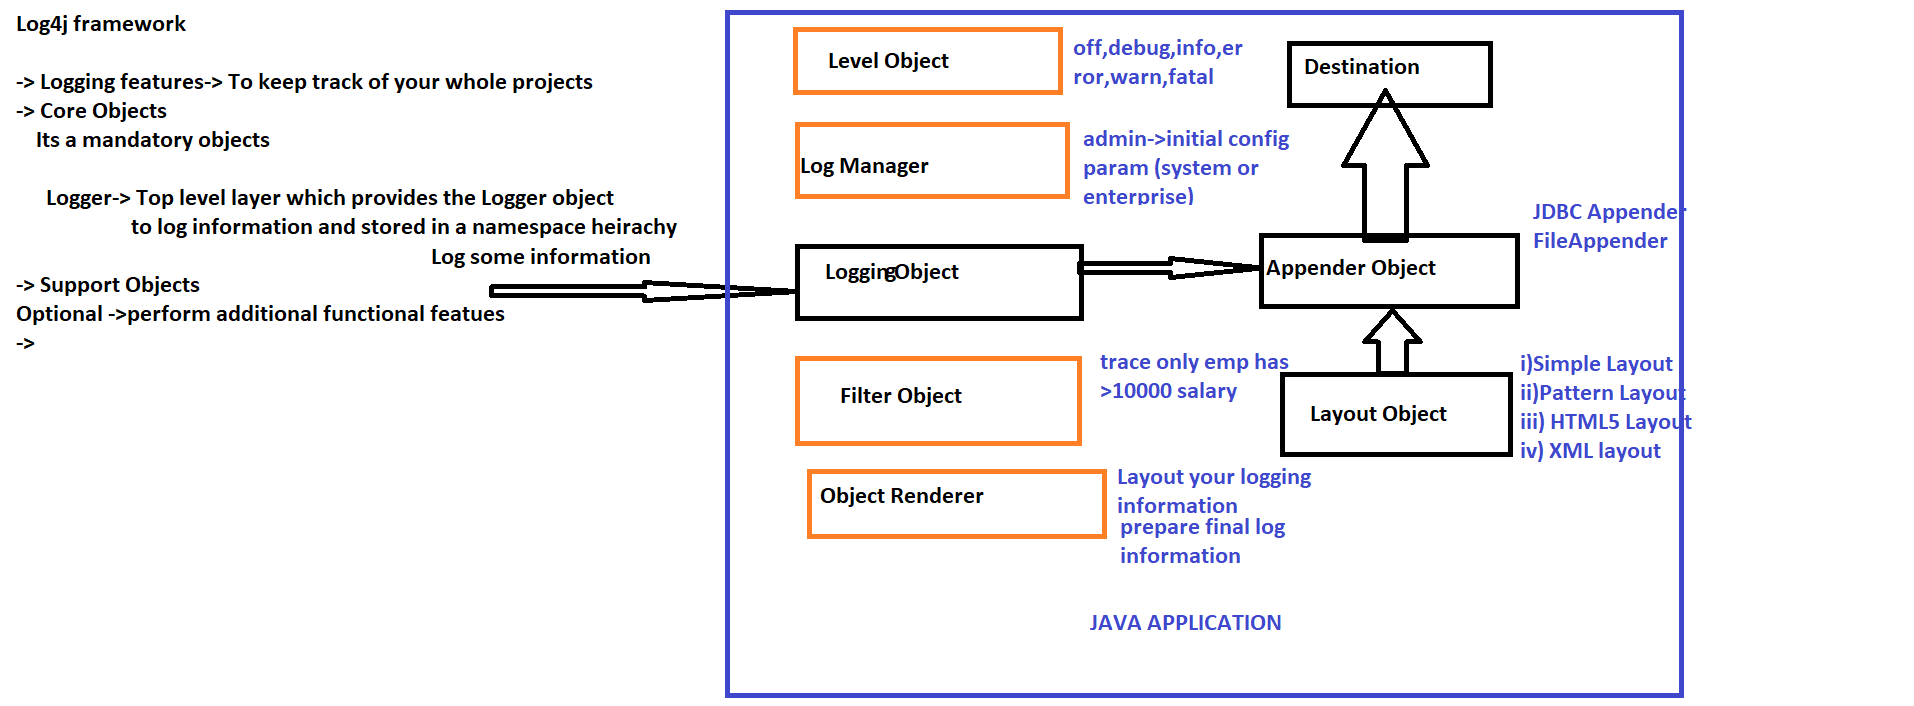 Log4j framework
-> Logging features-> To keep track of your whole projects
-> Core Objects
Its a mandatory objects
Logger-> Top level layer which provides the Logger object
to log information and stored in a namespace heirachy
Log some information
-> Support Objects
Optional ->perform additional functional featues
->
Level Object
off,debug,info,er
ror,warn,fatal
Log Manager
admin->initial config
param (system or
enterprise)
LoggingObject
Filter Object
trace only emp has
>10000 salary
Object Renderer
Layout your logging
information
prepare final log
information
Destination
JDBC Appender
FileAppender
Appender Object
Layout Object
i)Simple Layout
ii)Pattern Layout
iii) HTML5 Layout
iv) XML layout
JAVA APPLICATION